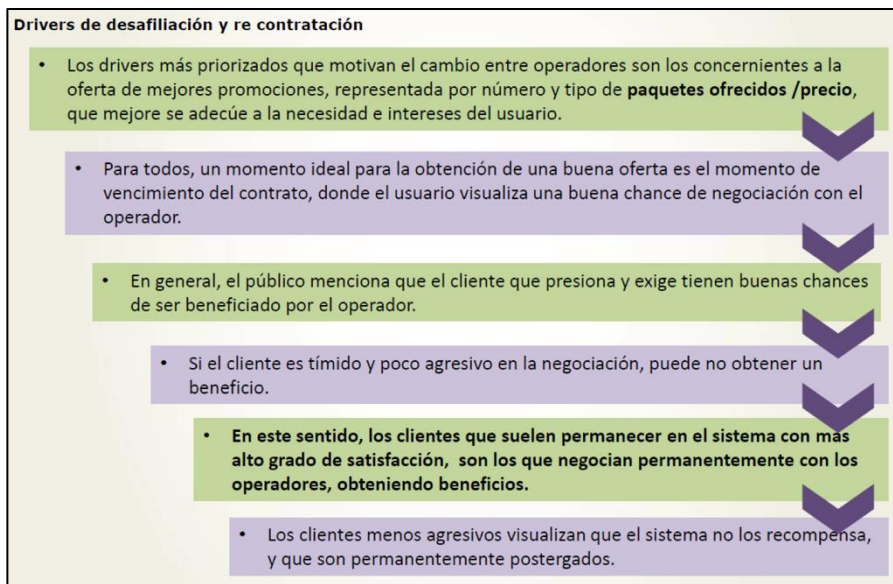 Drivers de desafiliación y re contratación
• Los drivers más priorizados que motivan el cambio entre operadores son los concernientes a la
oferta de mejores promociones, representada por número y tipo de paquetes ofrecidos /precio,
que mejore se adecúe a la necesidad e intereses del usuario.
• Para todos, un momento ideal para la obtención de una buena oferta es el momento de
vencimiento del contrato, donde el usuario visualiza una buena chance de negociación con el
operador.
• En general, el público menciona que el cliente que presiona y exige tienen buenas chances
de ser beneficiado por el operador.
• Si el cliente es tímido y poco agresivo en la negociación, puede no obtener un
beneficio.
• En este sentido, los clientes que suelen permanecer en el sistema con más
alto grado de satisfacción, son los que negocian permanentemente con los
operadores, obteniendo beneficios.
• Los clientes menos agresivos visualizan que el sistema no los recompensa,
y que son permanentemente postergados.